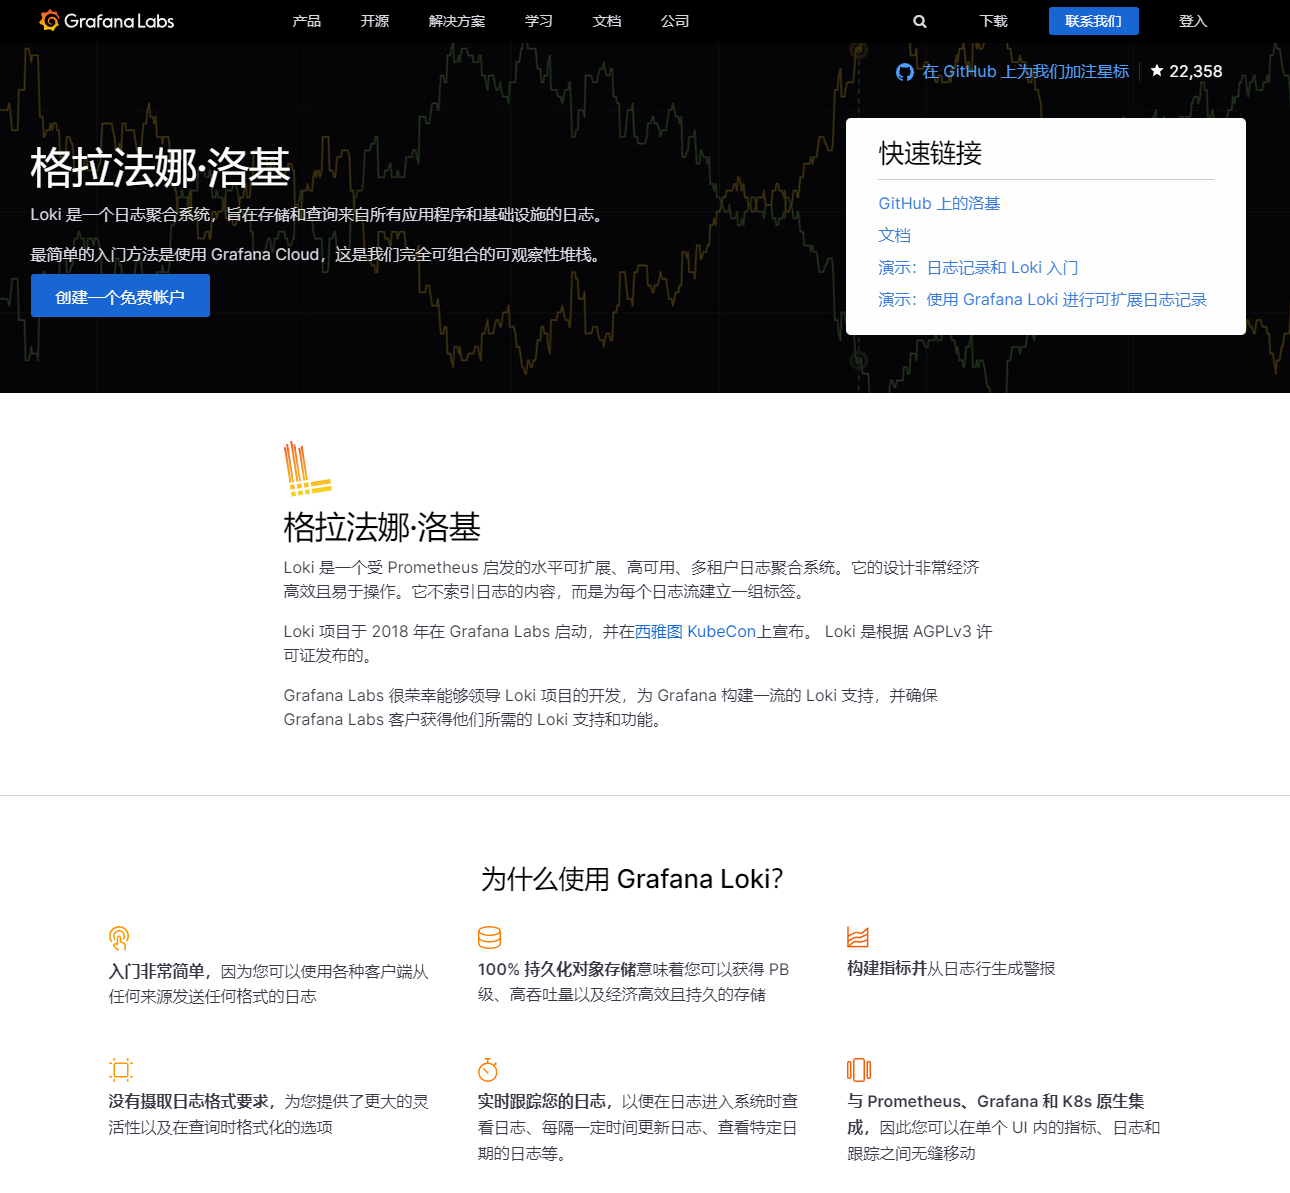 Grafana Labs 产品 开源 解决方案 学习 文档 公司 下载 联系我们 登入
在 GitHub 上为我们加注星标 22,358
格拉法娜·洛基
Loki 是一个日志聚合系统，旨在存储和查询来自所有应用程序和基础设施的日志。
最简单的入门方法是使用 Grafana Cloud，这是我们完全可组合的可观察性堆栈。
创建一个免费帐户
快速链接
GitHub 上的洛基
文档
演示：日志记录和 Loki 入门
演示：使用 Grafana Loki 进行可扩展日志记录
格拉法娜·洛基
Loki 是一个受 Prometheus 启发的水平可扩展、高可用、多租户日志聚合系统。它的设计非常经济
高效且易于操作。它不索引日志的内容，而是为每个日志流建立一组标签。
Loki 项目于 2018 年在 Grafana Labs 启动，并在西雅图 KubeCon上宣布。 Loki 是根据 AGPLv3 许
可证发布的。
Grafana Labs 很荣幸能够领导 Loki 项目的开发，为 Grafana 构建一流的 Loki 支持，并确保
Grafana Labs 客户获得他们所需的 Loki 支持和功能。
为什么使用 Grafana Loki？
入门非常简单，因为您可以使用各种客户端从
任何来源发送任何格式的日志
100% 持久化对象存储意味着您可以获得 PB
级、高吞吐量以及经济高效且持久的存储
构建指标并从日志行生成警报
没有摄取日志格式要求，为您提供了更大的灵
活性以及在查询时格式化的选项
实时跟踪您的日志，以便在日志进入系统时查
看日志、每隔一定时间更新日志、查看特定日
期的日志等。
与 Prometheus、Grafana 和 K8s 原生集
成，因此您可以在单个 UI 内的指标、日志和
跟踪之间无缝移动